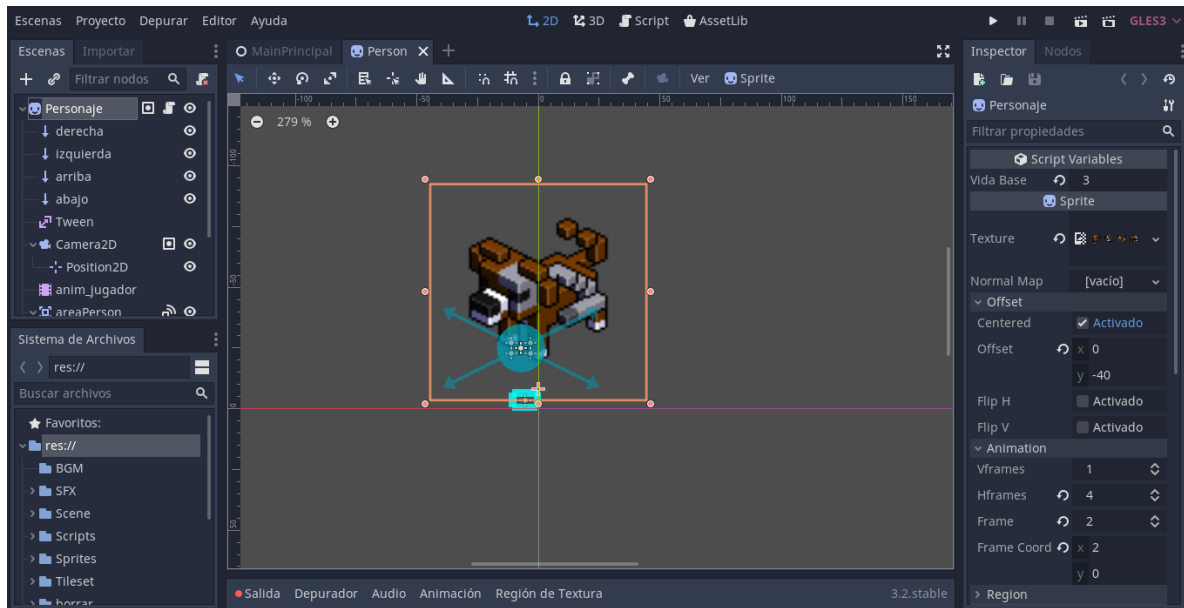 Escenas Proyecto Depurar Editor Ayuda 2D 3D Script AssetLib GLES3
Escenas Importar
Filtrar nodos
Personaje
derecha
izquierda
arriba
abajo
Tween
Camera2D
Position2D
anim_jugador
areaPerson
Sistema de Archivos
res://
Buscar archivos
Favoritos:
res://
BGM
SFX
Scene
Scripts
Sprites
Tileset
borrar
MainPrincipal Person
Ver Sprite
-100 -50 0 50 100 150
279 %
-100
-50
0
50
Salida Depurador Audio Animación Región de Textura 3.2.stable
Inspector Nodos
Personaje
Filtrar propiedades
Script Variables
Vida Base 3
Sprite
Texture
Normal Map [vacío]
Offset
Centered Activado
Offset x 0
y -40
Flip H Activado
Flip V Activado
Animation
Vframes 1
Hframes 4
Frame 2
Frame Coord x 2
y 0
Region